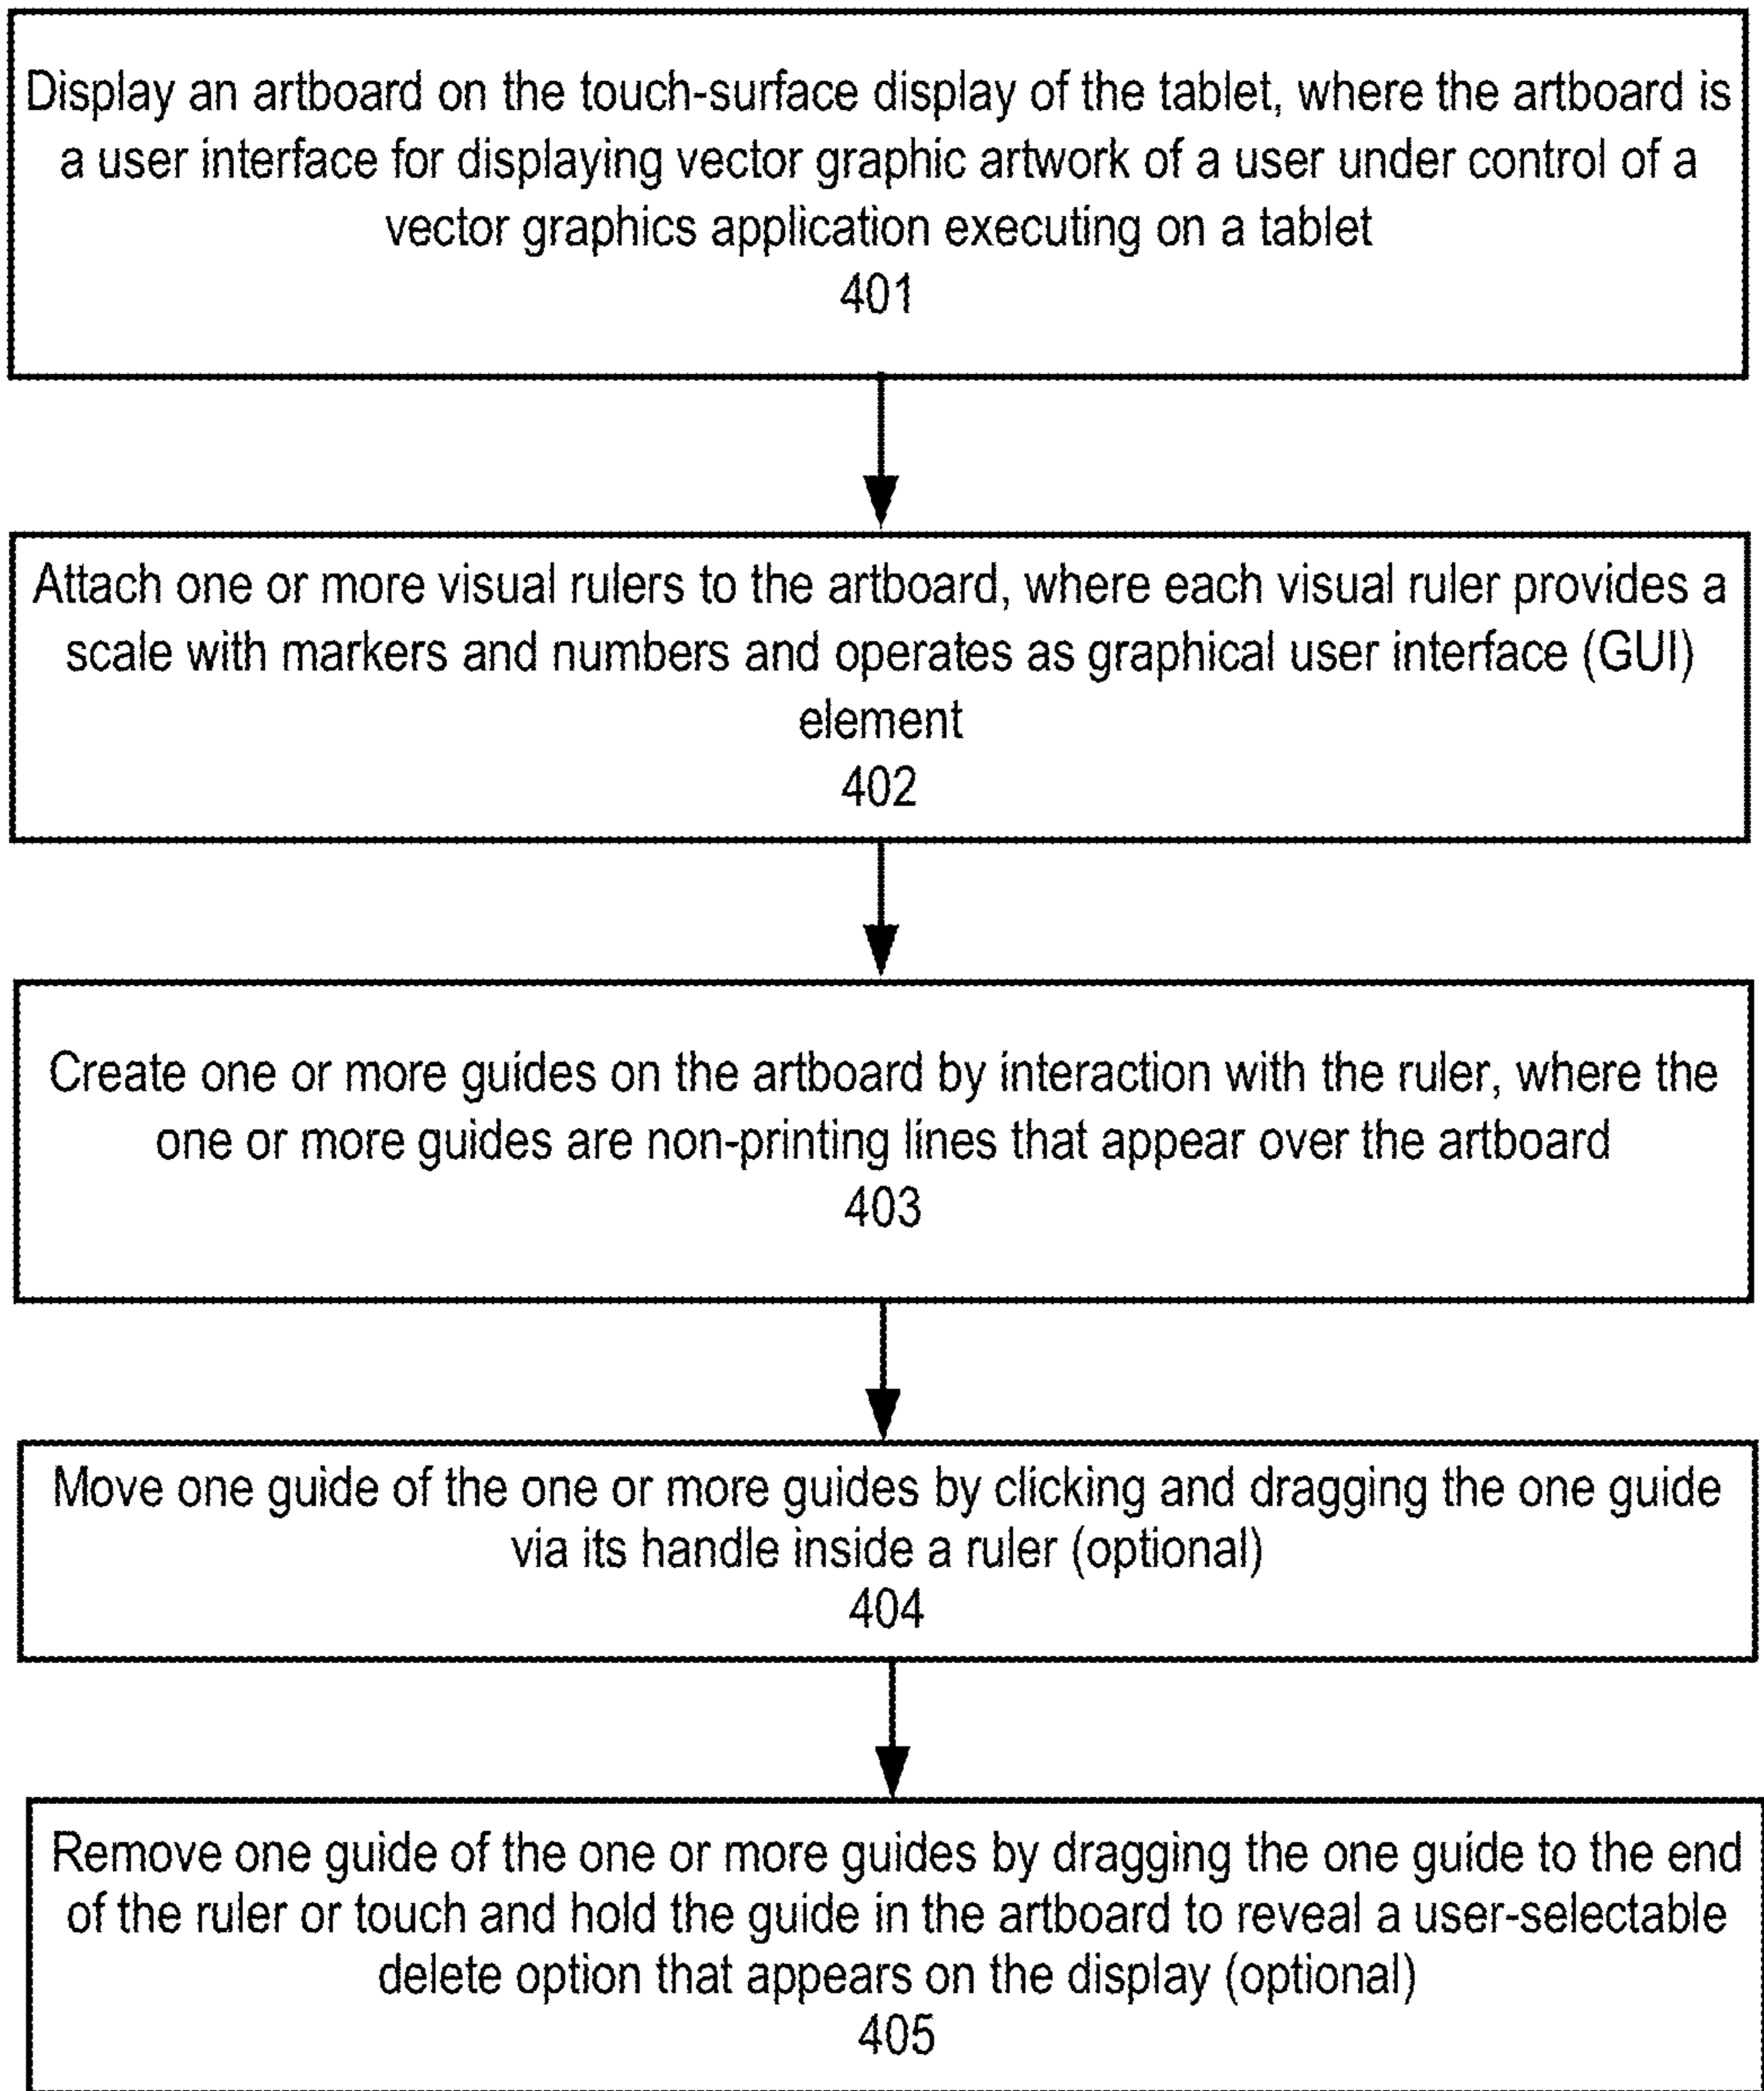 Display an artboard on the touch-surface display of the tablet, where the artboard is
a user interface for displaying vector graphic artwork of a user under control of a
vector graphics application executing on a tablet
401
Attach one or more visual rulers to the artboard, where each visual ruler provides a
scale with markers and numbers and operates as graphical user interface (GUI)
element
402
Create one or more guides on the artboard by interaction with the ruler, where the
one or more guides are non-printing lines that appear over the artboard
403
Move one guide of the one or more guides by clicking and dragging the one guide
via its handle inside a ruler (optional)
404
Remove one guide of the one or more guides by dragging the one guide to the end
of the ruler or touch and hold the guide in the artboard to reveal a user-selectable
delete option that appears on the display (optional)
405